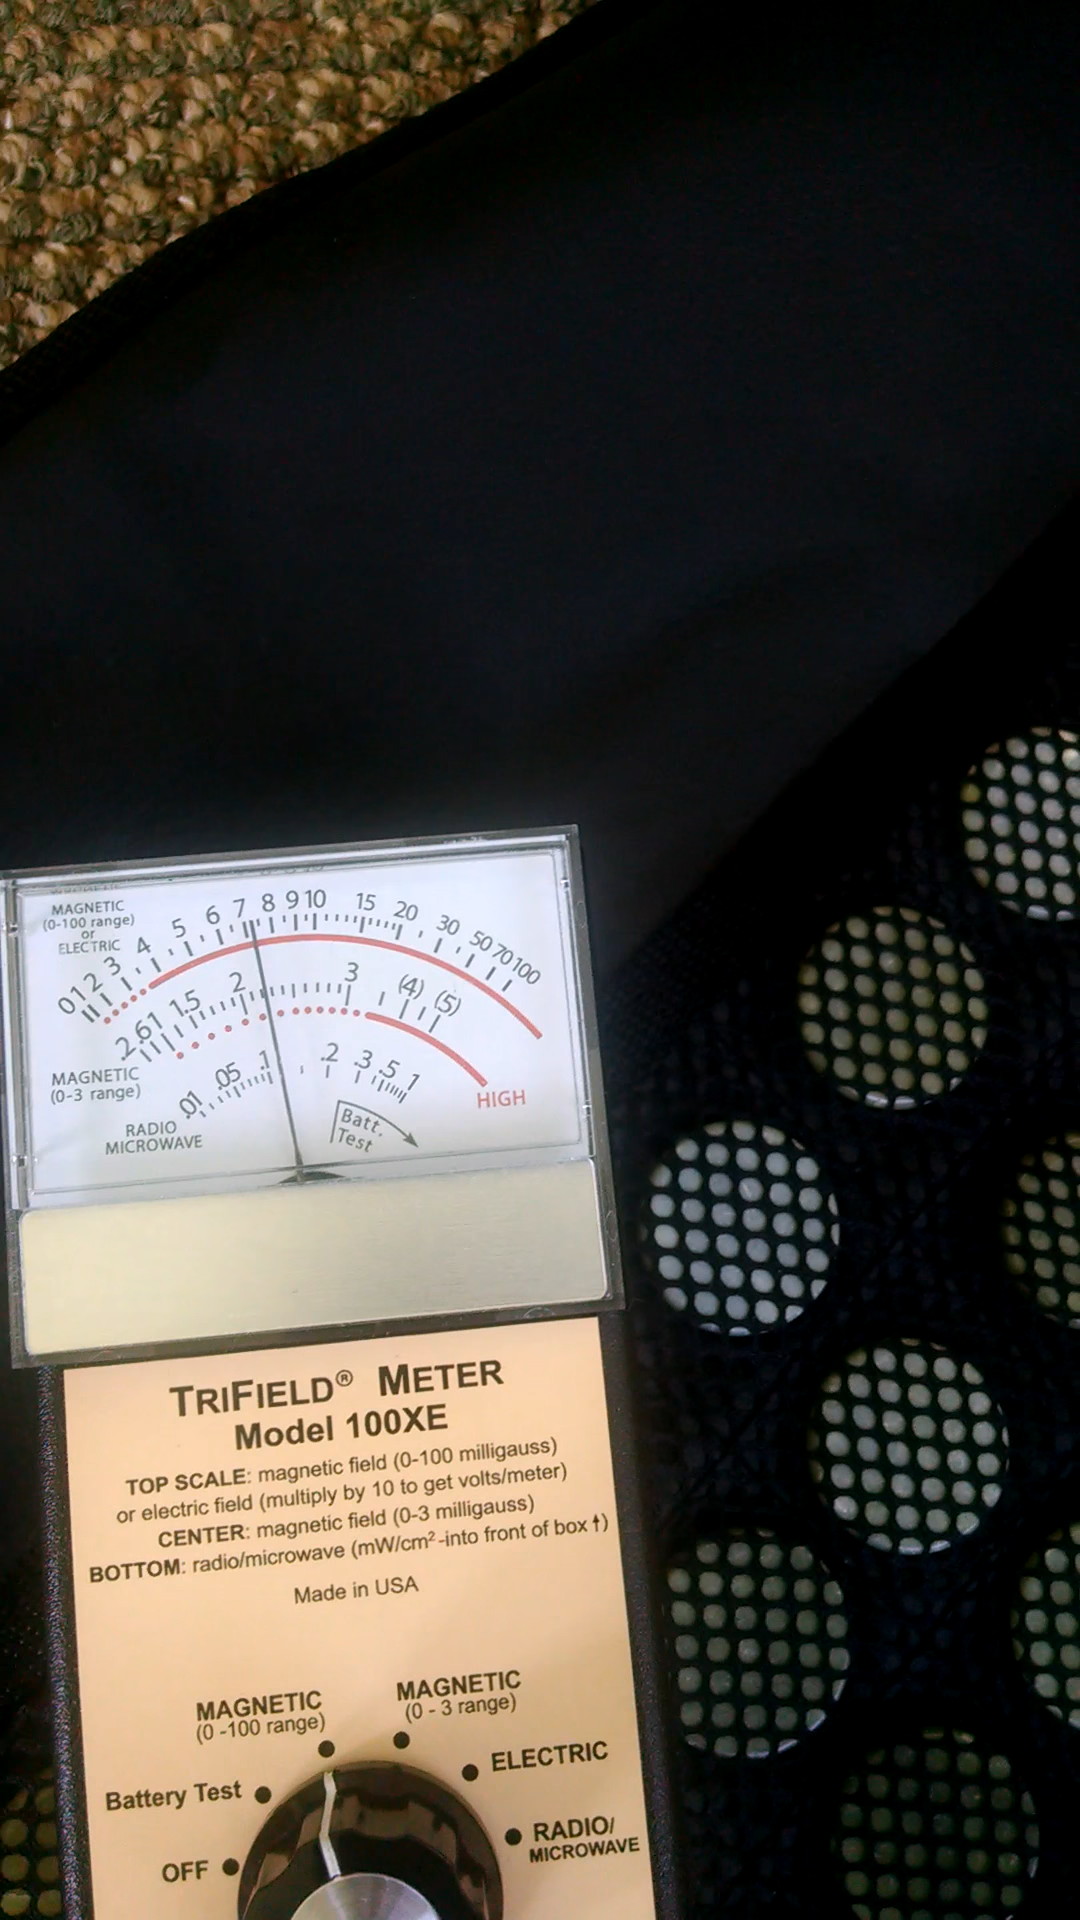 MAGNETIC
(0-100 range)
or
ELECTRIC
0 1 2 3 4 5 6 7 8 9 10 15 20 30 50 70 100
.2 .6 1 1.5 2 3 (4) (5)
MAGNETIC
(0-3 range)
HIGH
.01 .05 .1 .2 .3 .5 1
RADIO
MICROWAVE
Batt.
Test
TRIFIELD® METER
Model 100XE
TOP SCALE: magnetic field (0-100 milligauss)
or electric field (multiply by 10 to get volts/meter)
CENTER: magnetic field (0-3 milligauss)
BOTTOM: radio/microwave (mW/cm²-into front of box↑)
Made in USA
MAGNETIC
(0 -100 range)
MAGNETIC
(0 - 3 range)
Battery Test
ELECTRIC
OFF
RADIO/
MICROWAVE